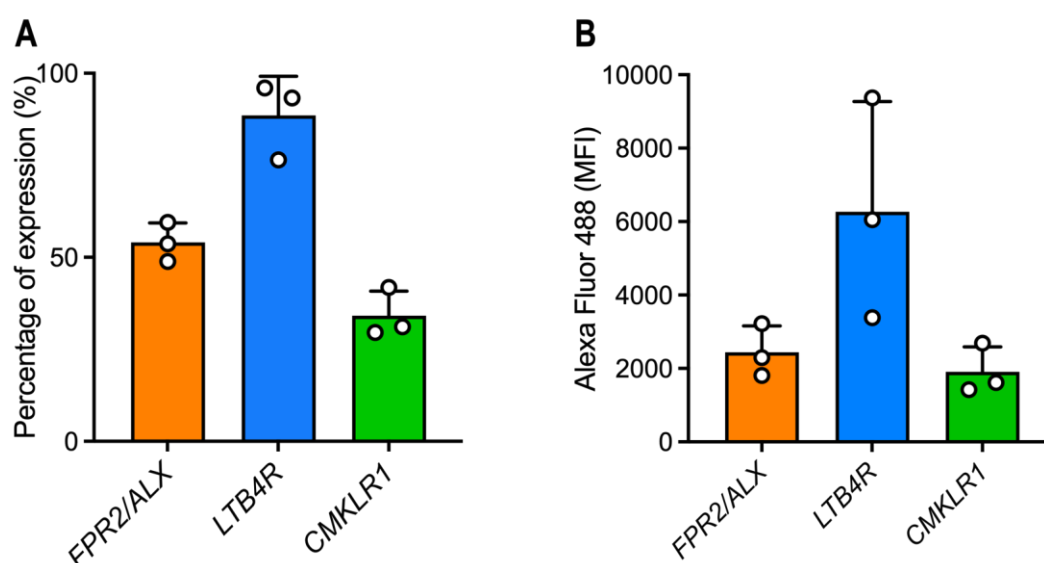 A
Percentage of expression (%)
100
50
0
FPR2/ALX
LTB4R
CMKLR1
B
Alexa Fluor 488 (MFI)
10000
8000
6000
4000
2000
0
FPR2/ALX
LTB4R
CMKLR1